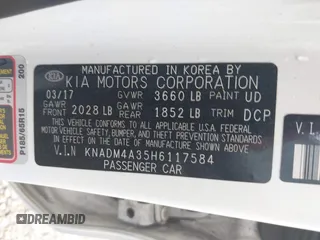 MANUFACTURED IN KOREA BY
KIA KIA MOTORS CORPORATION
03/17 GVWR 3660 LB PAINT UD
GAWR FRONT 2028 LB GAWR REAR 1852 LB TRIM DCP
THIS VEHICLE CONFORMS TO ALL APPLICABLE U.S. FEDERAL
MOTOR VEHICLE SAFETY, BUMPER, AND THEFT PREVENTION STANDARDS
IN EFFECT ON THE DATE OF MANUFACTURE SHOWN ABOVE.
V.I.N KNADM4A35H6117584
PASSENGER CAR
P185/65R15
200
V.I.
DREAMBID